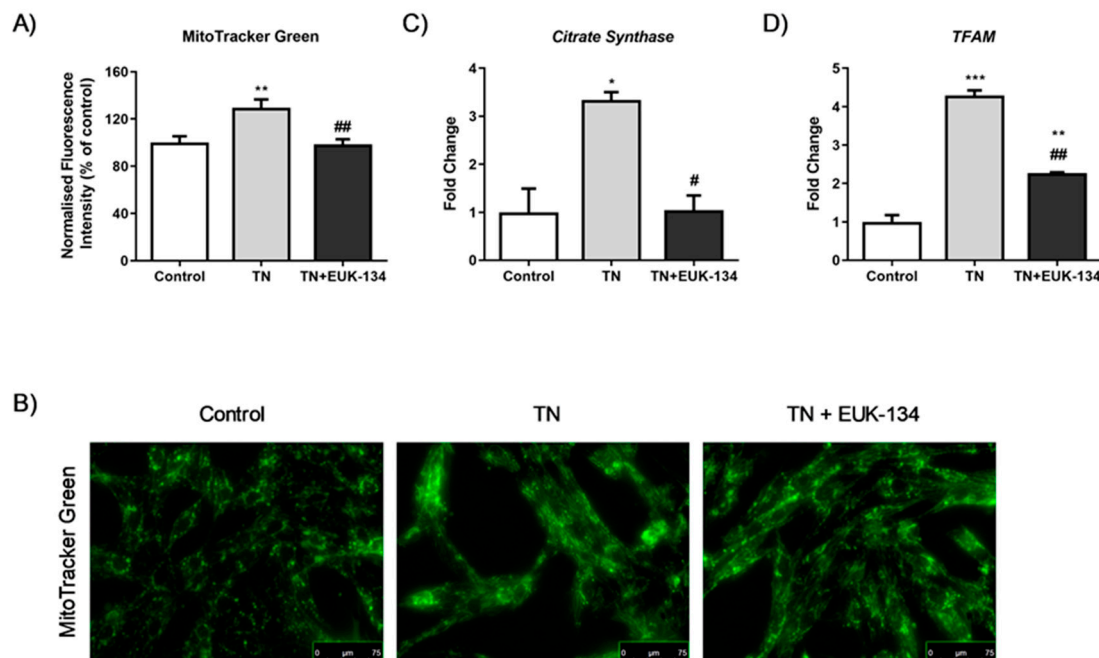 A)
MitoTracker Green
Normalised Fluorescence
Intensity (% of control)
160
120
80
40
0
**
##
Control
TN
TN+EUK-134
C)
Citrate Synthase
Fold Change
4
3
2
1
0
*
#
Control
TN
TN+EUK-134
D)
TFAM
Fold Change
5
4
3
2
1
0
***
**
##
Control
TN
TN+EUK-134
B)
Control
TN
TN + EUK-134
MitoTracker Green
0 µm 75
0 µm 75
0 µm 75